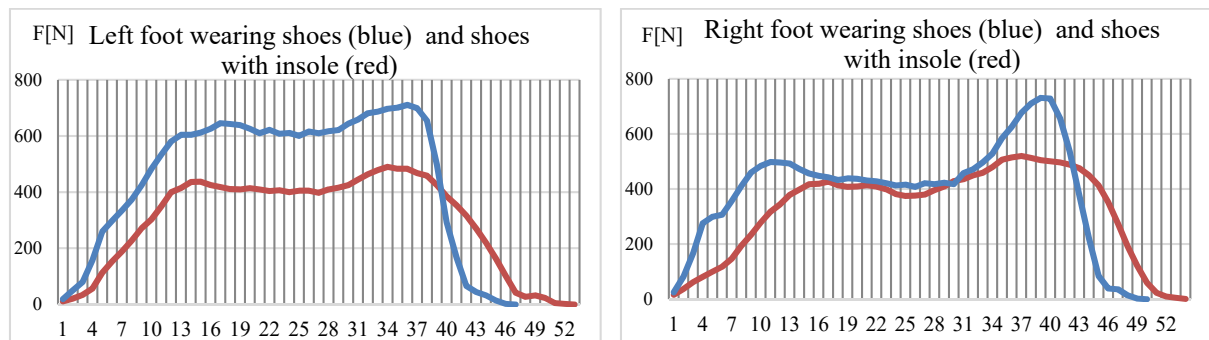 F[N] Left foot wearing shoes (blue) and shoes
with insole (red)
800
600
400
200
0
1 4 7 10 13 16 19 22 25 28 31 34 37 40 43 46 49 52
F[N] Right foot wearing shoes (blue) and shoes
with insole (red)
800
600
400
200
0
1 4 7 10 13 16 19 22 25 28 31 34 37 40 43 46 49 52